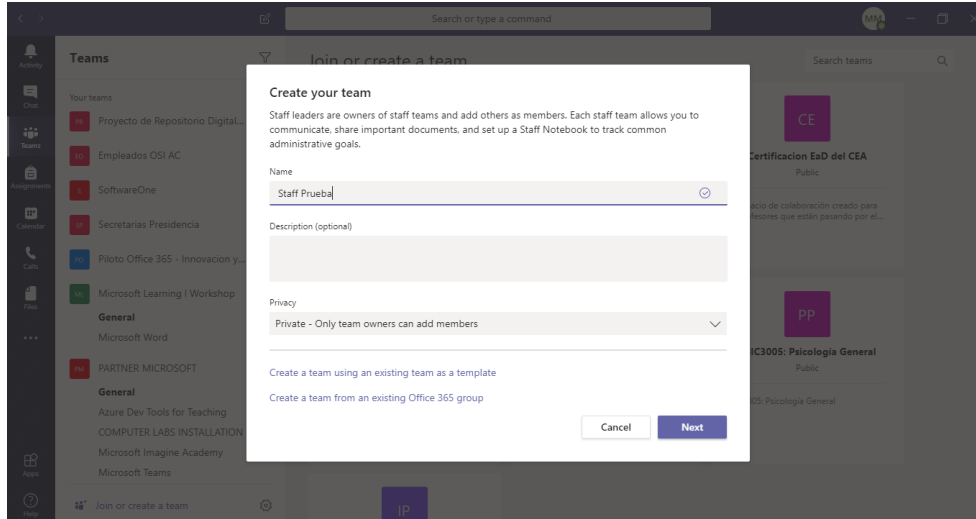 Search or type a command
MM
Activity
Chat
Teams
Assignments
Calendar
Calls
Files
Apps
Help
Teams
Your teams
PR
Proyecto de Repositorio Digital...
EO
Empleados OSI AC
S
SoftwareOne
SP
Secretarias Presidencia
PO
Piloto Office 365 - Innovacion y...
ML
Microsoft Learning I Workshop
General
Microsoft Word
PM
PARTNER MICROSOFT
General
Azure Dev Tools for Teaching
COMPUTER LABS INSTALLATION
Microsoft Imagine Academy
Microsoft Teams
Join or create a team
Join or create a team
Search teams
Create your team
Staff leaders are owners of staff teams and add others as members. Each staff team allows you to
communicate, share important documents, and set up a Staff Notebook to track common
administrative goals.
Name
Staff Prueba
Description (optional)
Privacy
Private - Only team owners can add members
Create a team using an existing team as a template
Create a team from an existing Office 365 group
Cancel
Next
CE
Certificacion EaD del CEA
Public
acio de colaboración creado para
fesores que están pasando por el...
PP
IC3005: Psicología General
Public
005: Psicología General
IP